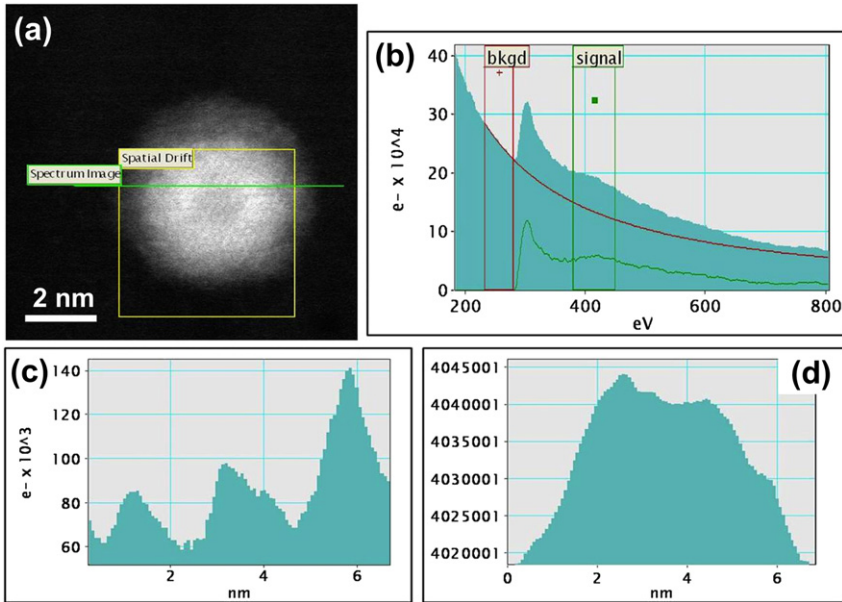 (a)
Spatial Drift
Spectrum Image
2 nm
(b)
bkgd
signal
e- x 10^4
40
30
20
10
0
200
400
600
800
eV
(c)
e- x 10^3
140
120
100
80
60
2
4
6
nm
(d)
4045001
4040001
4035001
4030001
4025001
4020001
0
2
4
6
nm